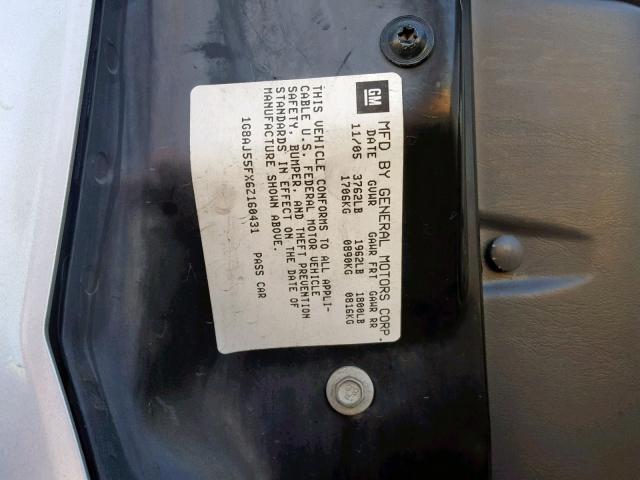 GM
MFD BY GENERAL MOTORS CORP.
DATE GVWR GAWR FRT GAWR RR
11/05 3762LB 1962LB 1800LB
1706KG 0890KG 0816KG
THIS VEHICLE CONFORMS TO ALL APPLI-
CABLE U.S. FEDERAL MOTOR VEHICLE
SAFETY, BUMPER, AND THEFT PREVENTION
STANDARDS IN EFFECT ON THE DATE OF
MANUFACTURE SHOWN ABOVE.
1G8AJ55FX6Z160431 PASS CAR